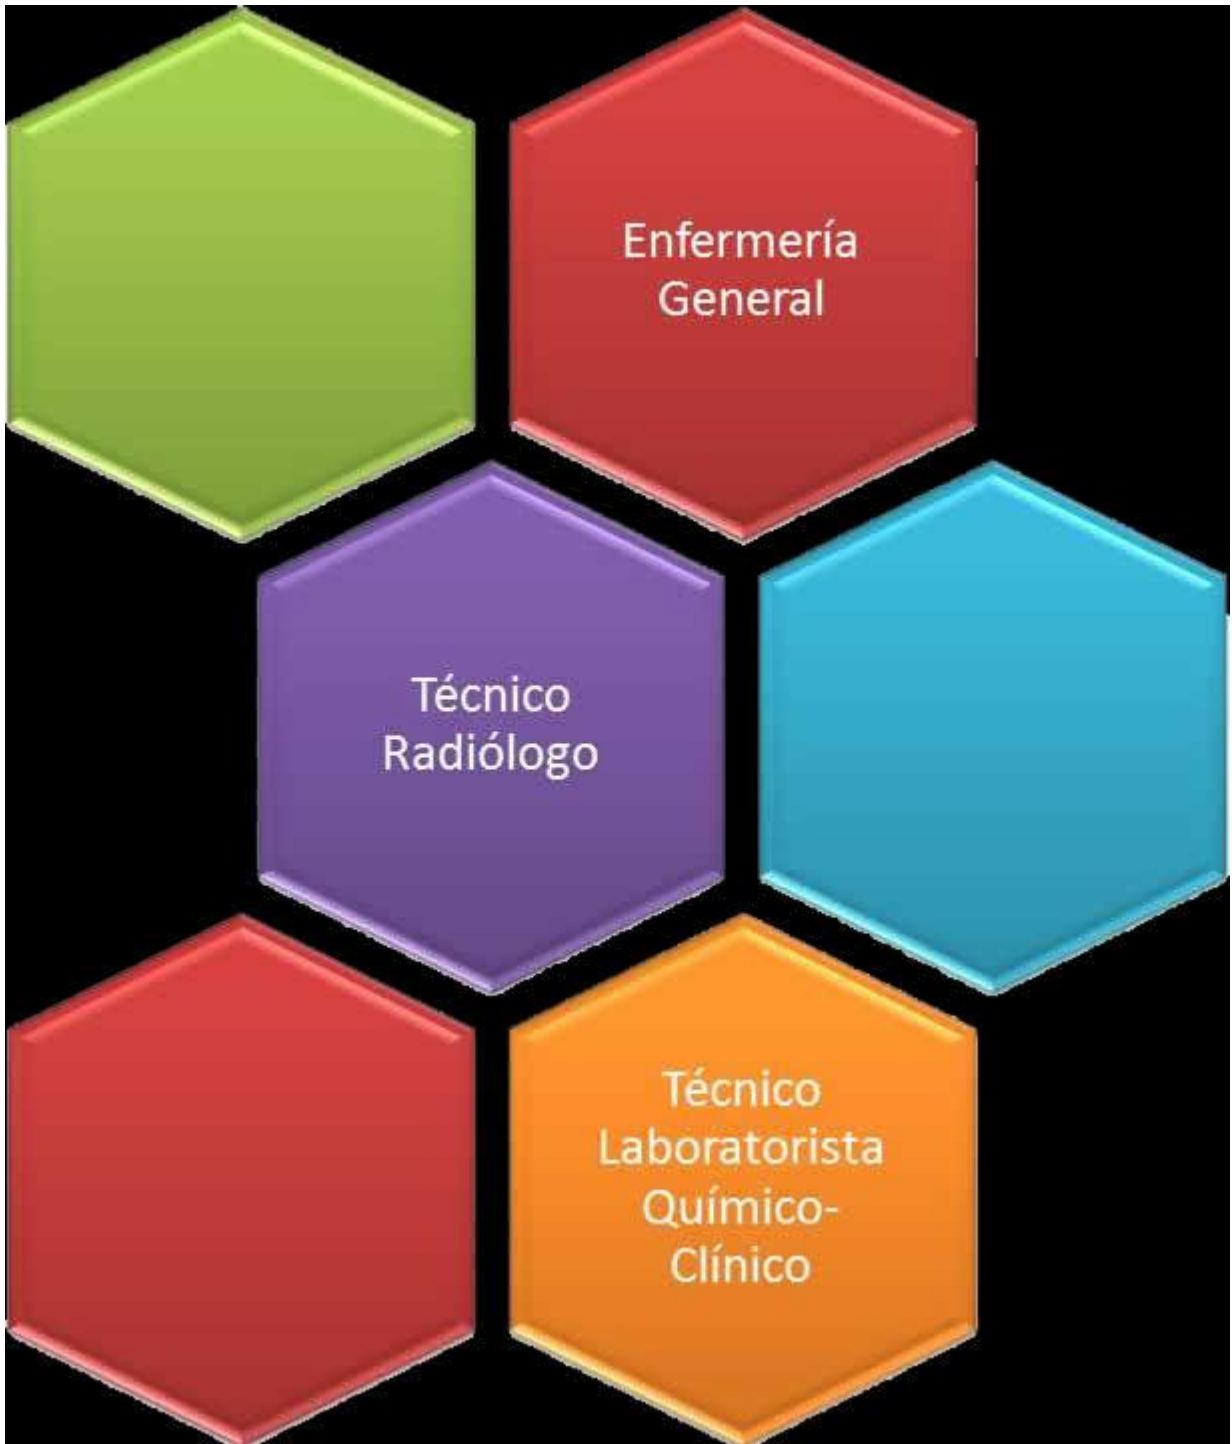 Enfermería
General
Técnico
Radiólogo
Técnico
Laboratorista
Químico-
Clínico